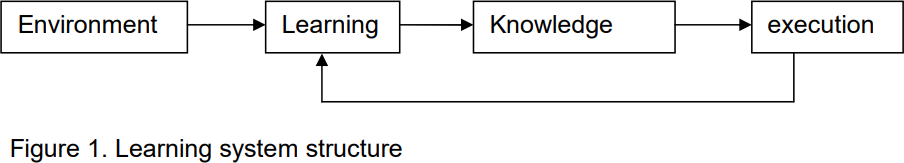 Environment Learning Knowledge execution
Figure 1. Learning system structure